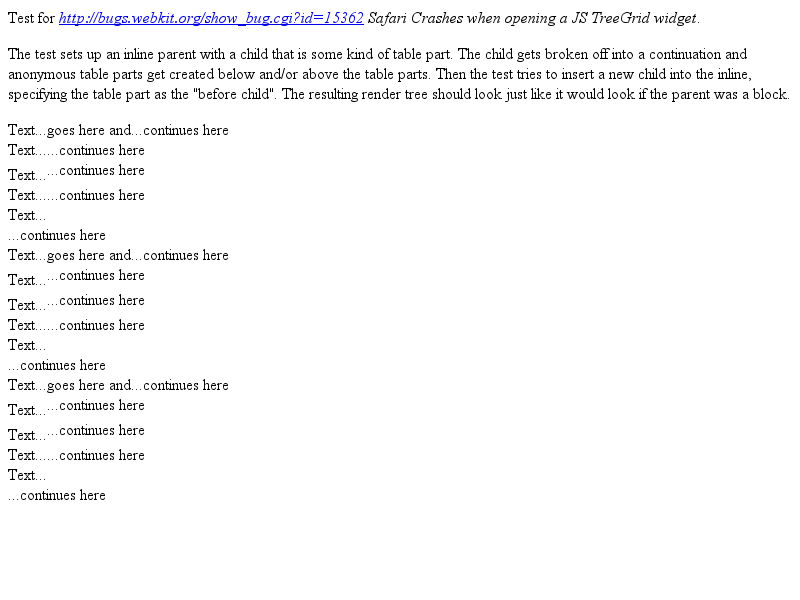 Test for http://bugs.webkit.org/show_bug.cgi?id=15362 Safari Crashes when opening a JS TreeGrid widget.
The test sets up an inline parent with a child that is some kind of table part. The child gets broken off into a continuation and
anonymous table parts get created below and/or above the table parts. Then the test tries to insert a new child into the inline,
specifying the table part as the "before child". The resulting render tree should look just like it would look if the parent was a block.
Text...goes here and...continues here
Text......continues here
Text......continues here
Text......continues here
Text...
...continues here
Text...goes here and...continues here
Text......continues here
Text......continues here
Text......continues here
Text...
...continues here
Text...goes here and...continues here
Text......continues here
Text......continues here
Text......continues here
Text...
...continues here